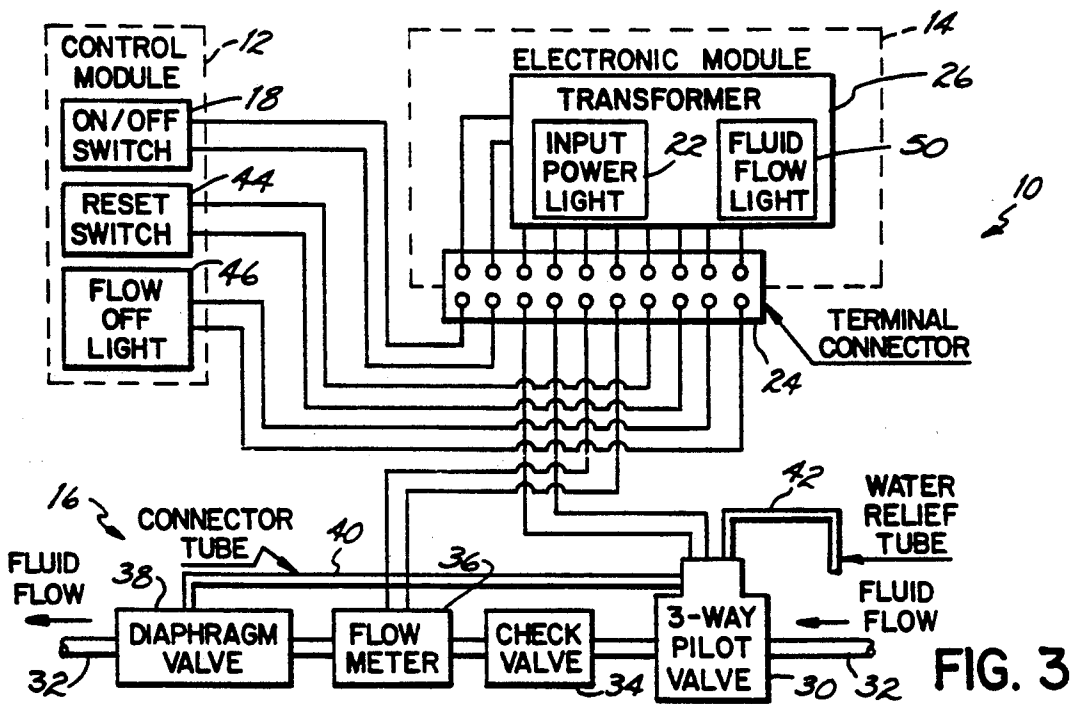 CONTROL
MODULE
12
ON/OFF
SWITCH
18
RESET
SWITCH
44
FLOW
OFF
LIGHT
46
14
ELECTRONIC MODULE
TRANSFORMER
26
INPUT
POWER
LIGHT
22
FLUID
FLOW
LIGHT
50
10
TERMINAL
CONNECTOR
24
16
CONNECTOR
TUBE
40
42
WATER
RELIEF
TUBE
FLUID
FLOW
38
DIAPHRAGM
VALVE
32
36
FLOW
METER
CHECK
VALVE
34
3-WAY
PILOT
VALVE
30
FLUID
FLOW
32
FIG. 3